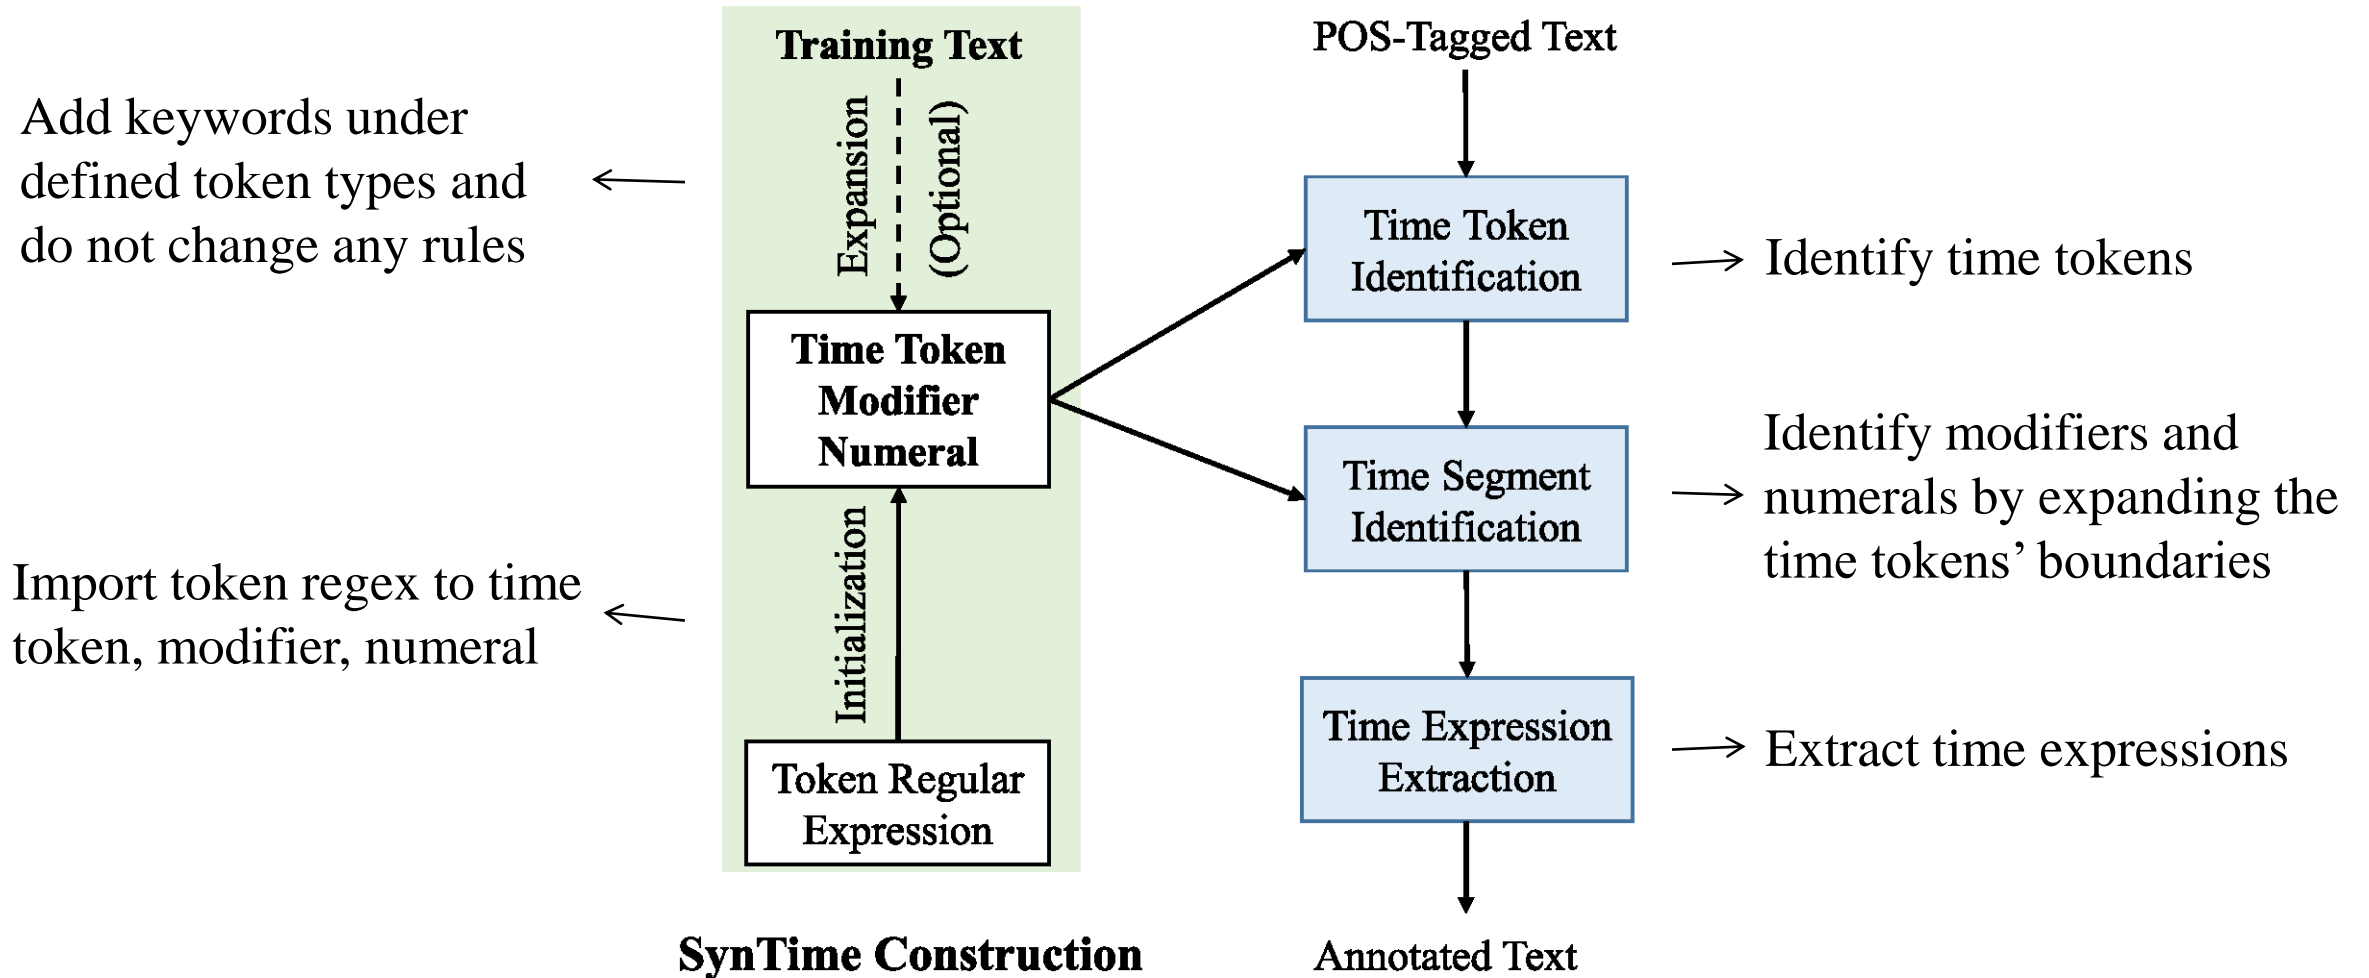 Add keywords under
defined token types and
do not change any rules
Import token regex to time
token, modifier, numeral
Training Text
Expansion
(Optional)
Time Token
Modifier
Numeral
Initialization
Token Regular
Expression
SynTime Construction
POS-Tagged Text
Time Token
Identification
Time Segment
Identification
Time Expression
Extraction
Annotated Text
Identify time tokens
Identify modifiers and
numerals by expanding the
time tokens’ boundaries
Extract time expressions